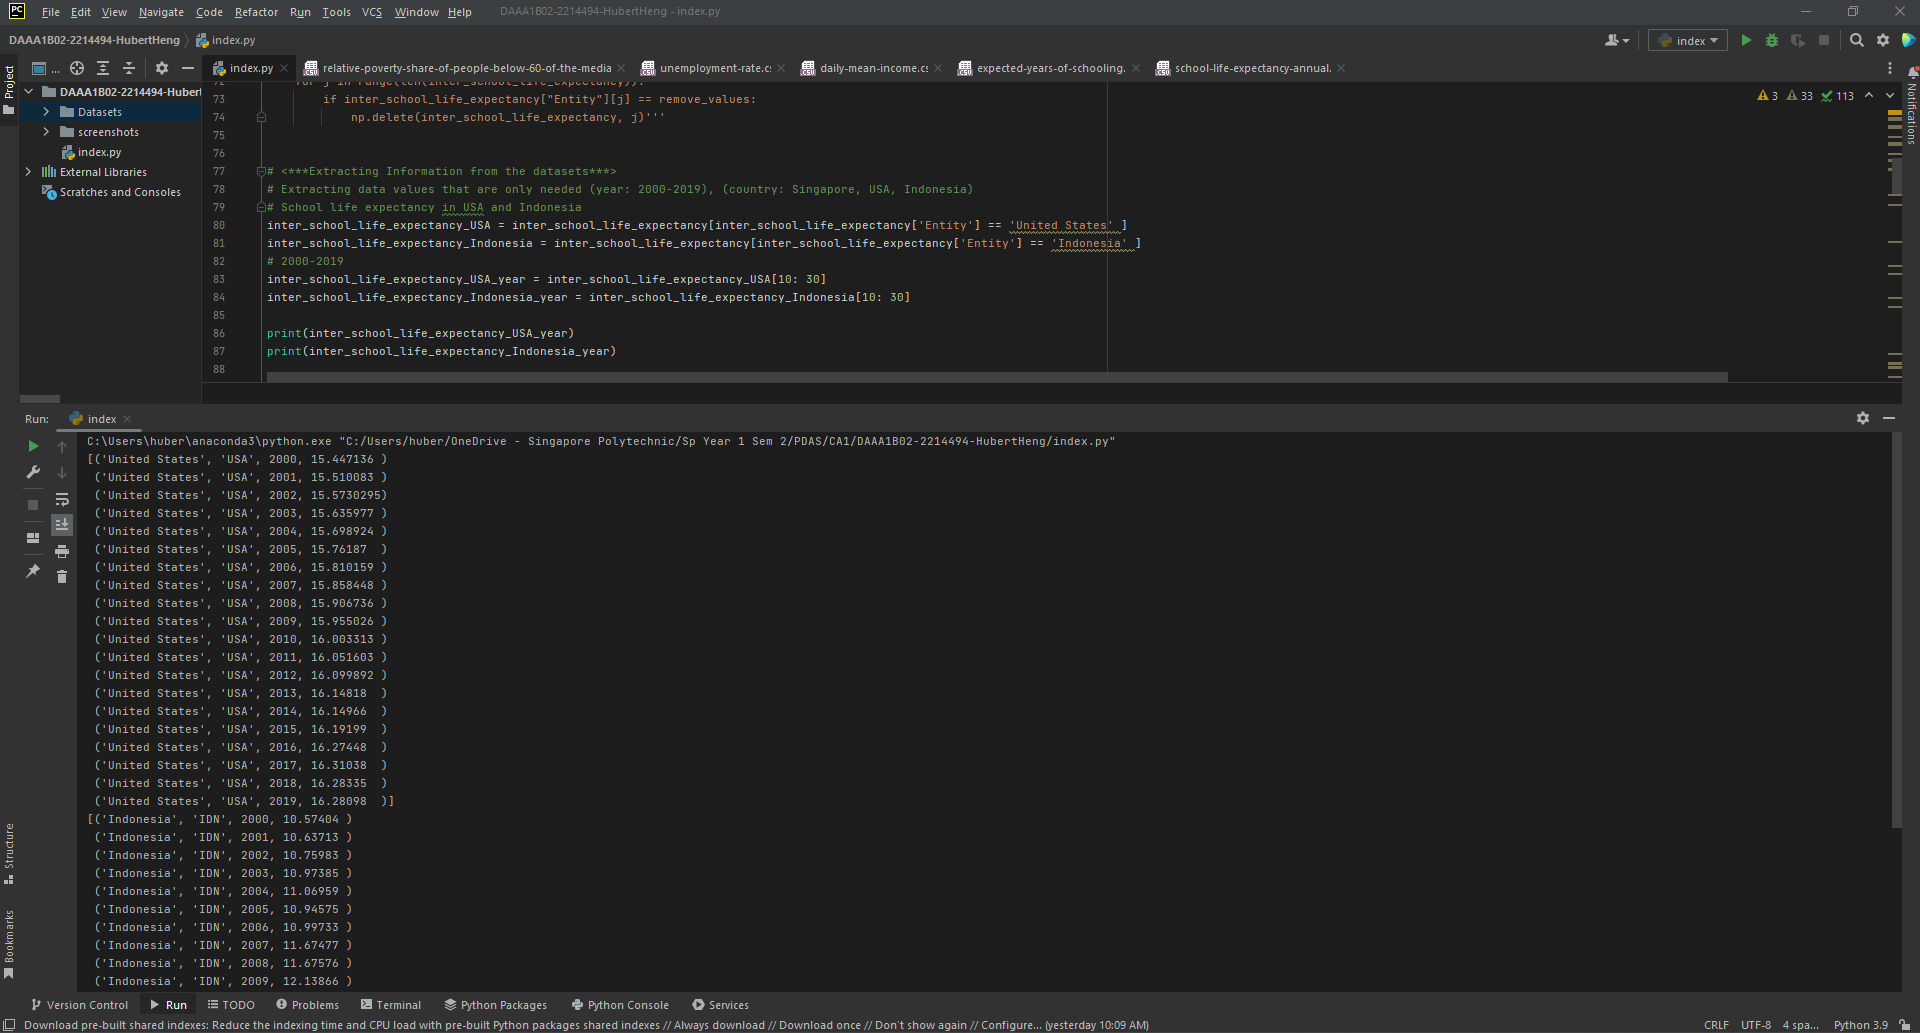 PC File Edit View Navigate Code Refactor Run Tools VCS Window Help DAAA1B02-2214494-HubertHeng - index.py
DAAA1B02-2214494-HubertHeng index.py
index
Project
...
index.py
relative-poverty-share-of-people-below-60-of-the-media
unemployment-rate.c
daily-mean-income.cs
expected-years-of-schooling.
school-life-expectancy-annual.
DAAA1B02-2214494-Hubert
Datasets
screenshots
index.py
External Libraries
Scratches and Consoles
3 33 113
Notifications
72 for j in range(len(inter_school_life_expectancy)):
73 if inter_school_life_expectancy["Entity"][j] == remove_values:
74 np.delete(inter_school_life_expectancy, j)'''
75
76
77 # <***Extracting Information from the datasets***>
78 # Extracting data values that are only needed (year: 2000-2019), (country: Singapore, USA, Indonesia)
79 # School life expectancy in USA and Indonesia
80 inter_school_life_expectancy_USA = inter_school_life_expectancy[inter_school_life_expectancy['Entity'] == 'United States' ]
81 inter_school_life_expectancy_Indonesia = inter_school_life_expectancy[inter_school_life_expectancy['Entity'] == 'Indonesia' ]
82 # 2000-2019
83 inter_school_life_expectancy_USA_year = inter_school_life_expectancy_USA[10: 30]
84 inter_school_life_expectancy_Indonesia_year = inter_school_life_expectancy_Indonesia[10: 30]
85
86 print(inter_school_life_expectancy_USA_year)
87 print(inter_school_life_expectancy_Indonesia_year)
88
Run: index
C:\Users\huber\anaconda3\python.exe "C:/Users/huber/OneDrive - Singapore Polytechnic/Sp Year 1 Sem 2/PDAS/CA1/DAAA1B02-2214494-HubertHeng/index.py"
[('United States', 'USA', 2000, 15.447136 )
('United States', 'USA', 2001, 15.510083 )
('United States', 'USA', 2002, 15.5730295)
('United States', 'USA', 2003, 15.635977 )
('United States', 'USA', 2004, 15.698924 )
('United States', 'USA', 2005, 15.76187 )
('United States', 'USA', 2006, 15.810159 )
('United States', 'USA', 2007, 15.858448 )
('United States', 'USA', 2008, 15.906736 )
('United States', 'USA', 2009, 15.955026 )
('United States', 'USA', 2010, 16.003313 )
('United States', 'USA', 2011, 16.051603 )
('United States', 'USA', 2012, 16.099892 )
('United States', 'USA', 2013, 16.14818 )
('United States', 'USA', 2014, 16.14966 )
('United States', 'USA', 2015, 16.19199 )
('United States', 'USA', 2016, 16.27448 )
('United States', 'USA', 2017, 16.31038 )
('United States', 'USA', 2018, 16.28335 )
('United States', 'USA', 2019, 16.28098 )]
[('Indonesia', 'IDN', 2000, 10.57404 )
('Indonesia', 'IDN', 2001, 10.63713 )
('Indonesia', 'IDN', 2002, 10.75983 )
('Indonesia', 'IDN', 2003, 10.97385 )
('Indonesia', 'IDN', 2004, 11.06959 )
('Indonesia', 'IDN', 2005, 10.94575 )
('Indonesia', 'IDN', 2006, 10.99733 )
('Indonesia', 'IDN', 2007, 11.67477 )
('Indonesia', 'IDN', 2008, 11.67576 )
('Indonesia', 'IDN', 2009, 12.13866 )
Structure
Bookmarks
Version Control Run TODO Problems Terminal Python Packages Python Console Services
Download pre-built shared indexes: Reduce the indexing time and CPU load with pre-built Python packages shared indexes // Always download // Download once // Don't show again // Configure... (yesterday 10:09 AM) CRLF UTF-8 4 spa... Python 3.9